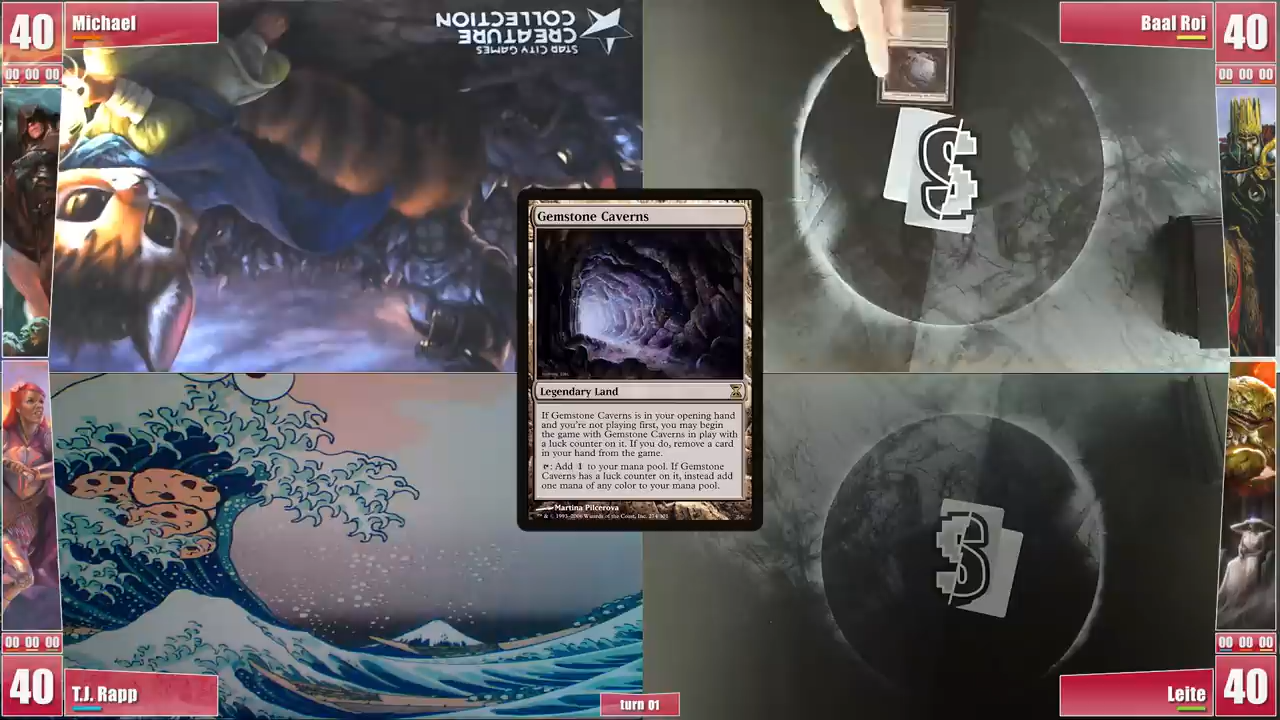 40
Michael
00 00 00
STAR CITY GAMES
CREATURE
COLLECTION
Baal Roi
40
00 00 00
Gemstone Caverns
Legendary Land
If Gemstone Caverns is in your opening hand
and you're not playing first, you may begin
the game with Gemstone Caverns in play with
a luck counter on it. If you do, remove a card
in your hand from the game.
: Add 1 to your mana pool. If Gemstone
Caverns has a luck counter on it, instead add
one mana of any color to your mana pool.
Martina Pilcerova
00 00 00
40
T.J. Rapp
turn 01
00 00 00
Leite
40